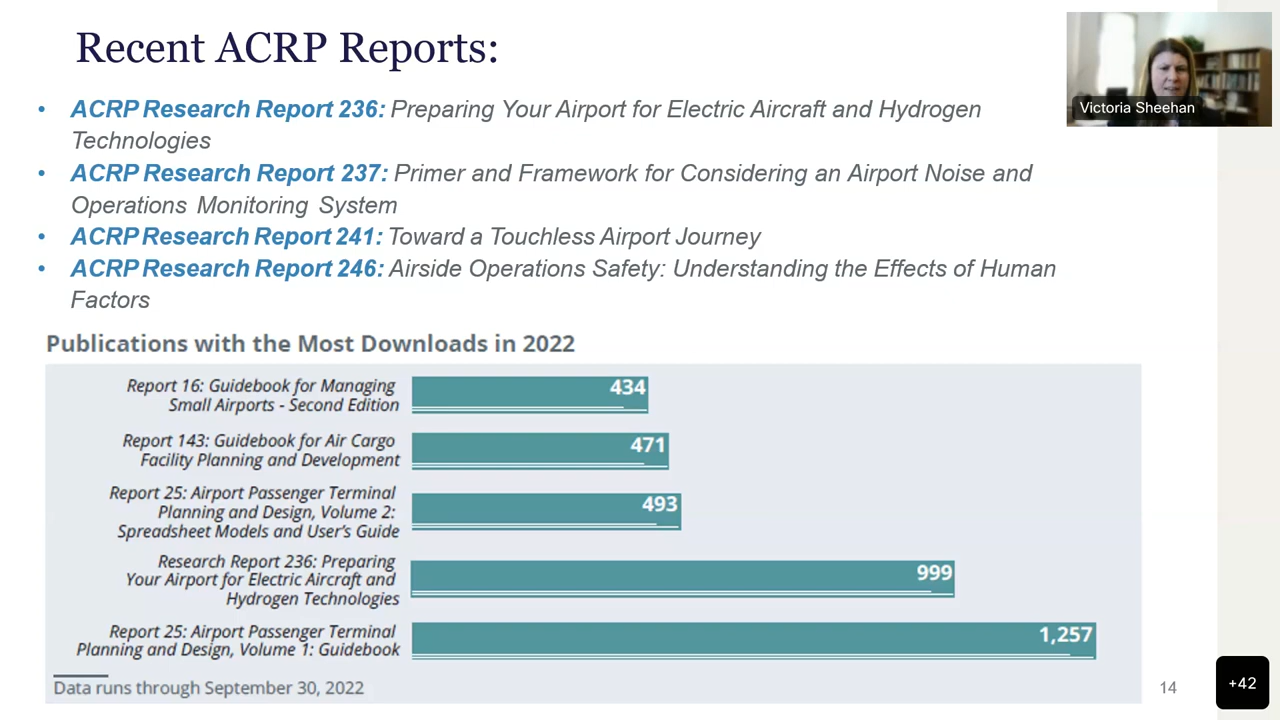 Recent ACRP Reports:
Victoria Sheehan
• ACRP Research Report 236: Preparing Your Airport for Electric Aircraft and Hydrogen
Technologies
• ACRP Research Report 237: Primer and Framework for Considering an Airport Noise and
Operations Monitoring System
• ACRP Research Report 241: Toward a Touchless Airport Journey
• ACRP Research Report 246: Airside Operations Safety: Understanding the Effects of Human
Factors
Publications with the Most Downloads in 2022
Report 16: Guidebook for Managing
Small Airports - Second Edition
434
Report 143: Guidebook for Air Cargo
Facility Planning and Development
471
Report 25: Airport Passenger Terminal
Planning and Design, Volume 2:
Spreadsheet Models and User's Guide
493
Research Report 236: Preparing
Your Airport for Electric Aircraft and
Hydrogen Technologies
999
Report 25: Airport Passenger Terminal
Planning and Design, Volume 1: Guidebook
1,257
Data runs through September 30, 2022
14
+42